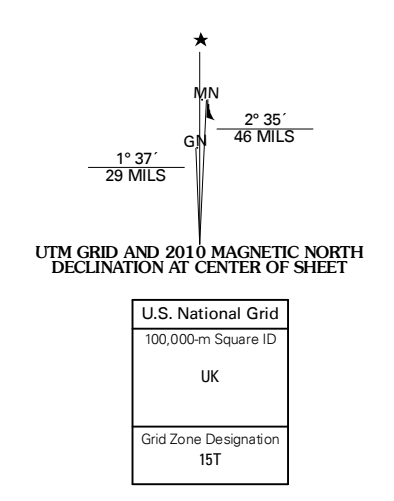 MN
2° 35´
46 MILS
GN
1° 37´
29 MILS
UTM GRID AND 2010 MAGNETIC NORTH
DECLINATION AT CENTER OF SHEET
U.S. National Grid
100,000-m Square ID
UK
Grid Zone Designation
15T